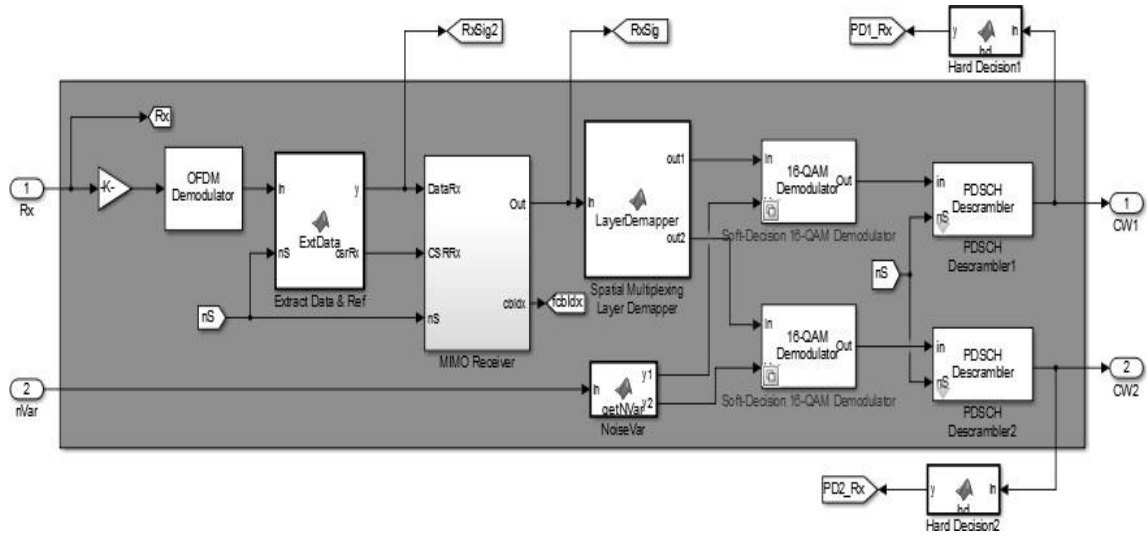 RxSig2
RxSig
PD1_Rx
y
In
hd
Hard Decision1
Rx
1
Rx
-K-
OFDM
Demodulator
In
y
ExtData
nS
csrRx
Extract Data & Ref
nS
DataRx
Out
CSRRx
cbIdx
nS
MIMO Receiver
fcbIdx
out1
In
LayerDemapper
out2
Spatial Multiplexng
Layer Demapper
In
16-QAM
Demodulator
Out
Soft-Decision 16-QAM Demodulator
in
PDSCH
Descrambler
nS
PDSCH
Descrambler1
1
CW1
nS
In
16-QAM
Demodulator
Out
Soft-Decision 16-QAM Demodulator
in
PDSCH
Descrambler
nS
PDSCH
Descrambler2
2
CW2
2
nVar
In
y1
getNVar
y2
NoiseVar
PD2_Rx
y
In
hd
Hard Decision2